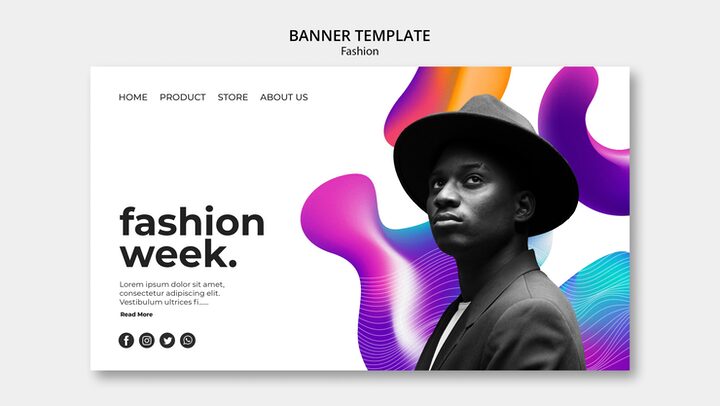 BANNER TEMPLATE
Fashion
HOME PRODUCT STORE ABOUT US
fashion
week.
Lorem ipsum dolor sit amet,
consectetur adipiscing elit.
Vestibulum ultrices fi......
Read More